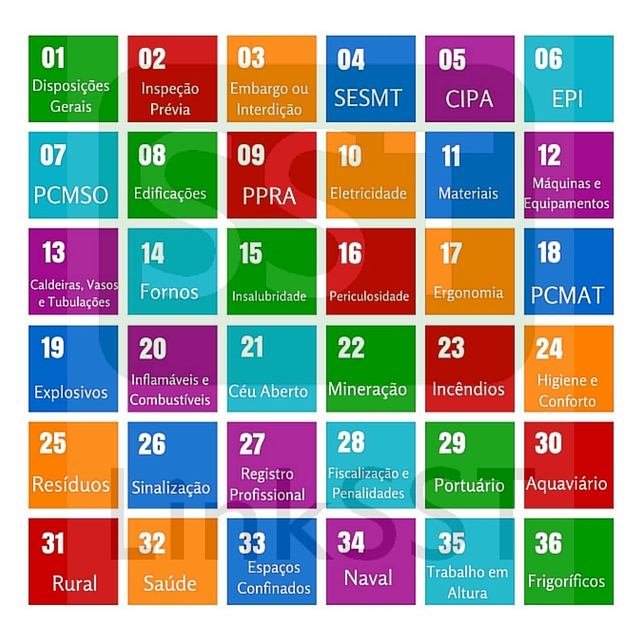 01
Disposições
Gerais
02
Inspeção
Prévia
03
Embargo ou
Interdição
04
SESMT
05
CIPA
06
EPI
07
PCMSO
08
Edificações
09
PPRA
10
Eletricidade
11
Materiais
12
Máquinas e
Equipamentos
13
Caldeiras, Vasos
e Tubulações
14
Fornos
15
Insalubridade
16
Periculosidade
17
Ergonomia
18
PCMAT
19
Explosivos
20
Inflamáveis e
Combustíveis
21
Céu Aberto
22
Mineração
23
Incêndios
24
Higiene e
Conforto
25
Resíduos
26
Sinalização
27
Registro
Profissional
28
Fiscalização e
Penalidades
29
Portuário
30
Aquaviário
31
Rural
32
Saúde
33
Espaços
Confinados
34
Naval
35
Trabalho em
Altura
36
Frigoríficos
SST
LinkSST